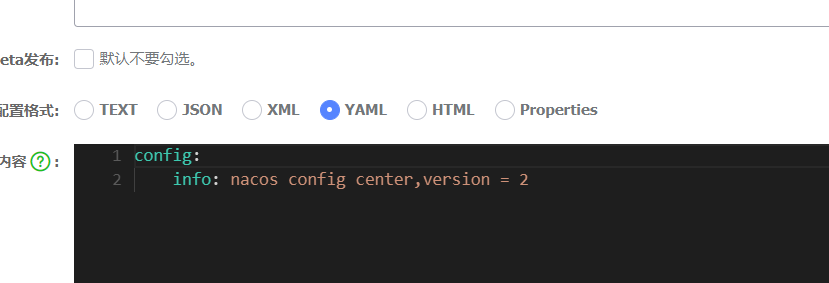 eta发布: 默认不要勾选。
配置格式: TEXT JSON XML YAML HTML Properties
内容 ? :
1 config:
2 info: nacos config center,version = 2